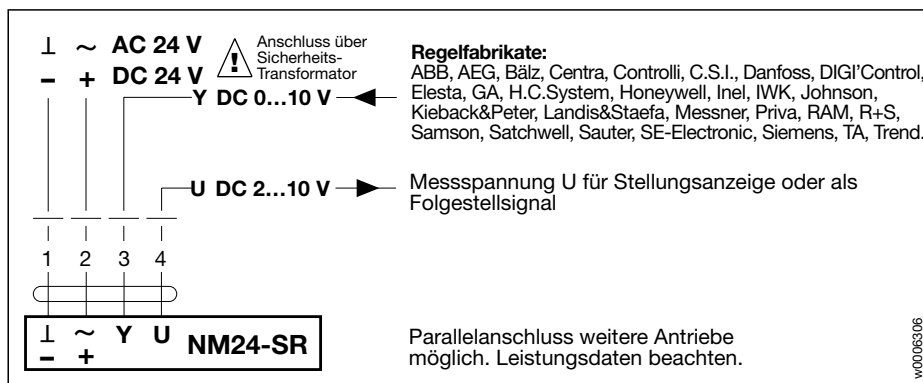 ⊥ ~ AC 24 V
– + DC 24 V
Anschluss über
Sicherheits-
Transformator
Y DC 0...10 V
Regelfabrikate:
ABB, AEG, Bälz, Centra, Controlli, C.S.I., Danfoss, DIGI'Control,
Elesta, GA, H.C.System, Honeywell, Inel, IWK, Johnson,
Kieback&Peter, Landis&Staefa, Messner, Priva, RAM, R+S,
Samson, Satchwell, Sauter, SE-Electronic, Siemens, TA, Trend.
U DC 2...10 V
Messspannung U für Stellungsanzeige oder als
Folgestellsignal
1 2 3 4
⊥ ~ Y U
– +
NM24-SR
Parallelanschluss weitere Antriebe
möglich. Leistungsdaten beachten.
w0006306